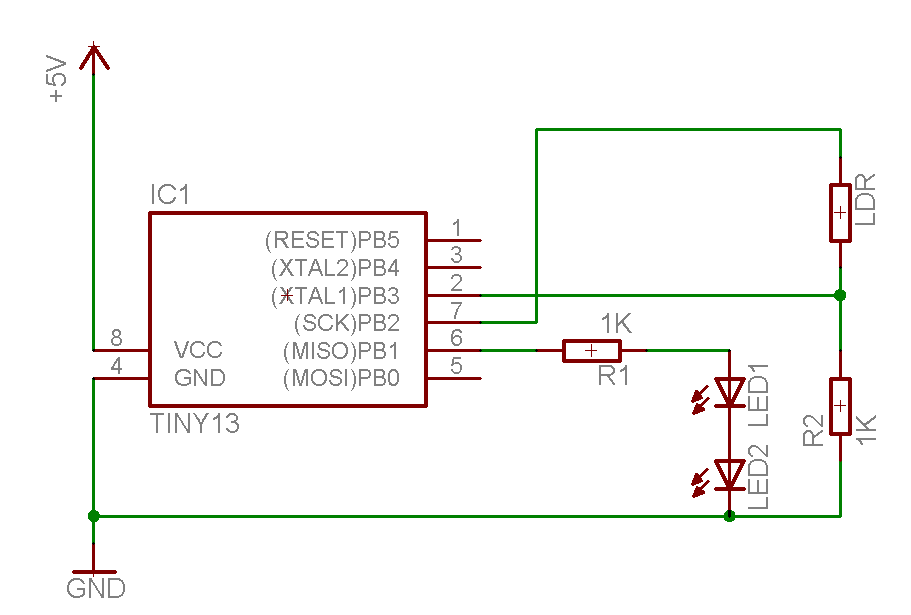 +5V
IC1
(RESET)PB5
1
(XTAL2)PB4
3
(XTAL1)PB3
2
(SCK)PB2
7
8
VCC
(MISO)PB1
6
4
GND
(MOSI)PB0
5
TINY13
1K
R1
LDR
LED1
LED2
R2
1K
GND